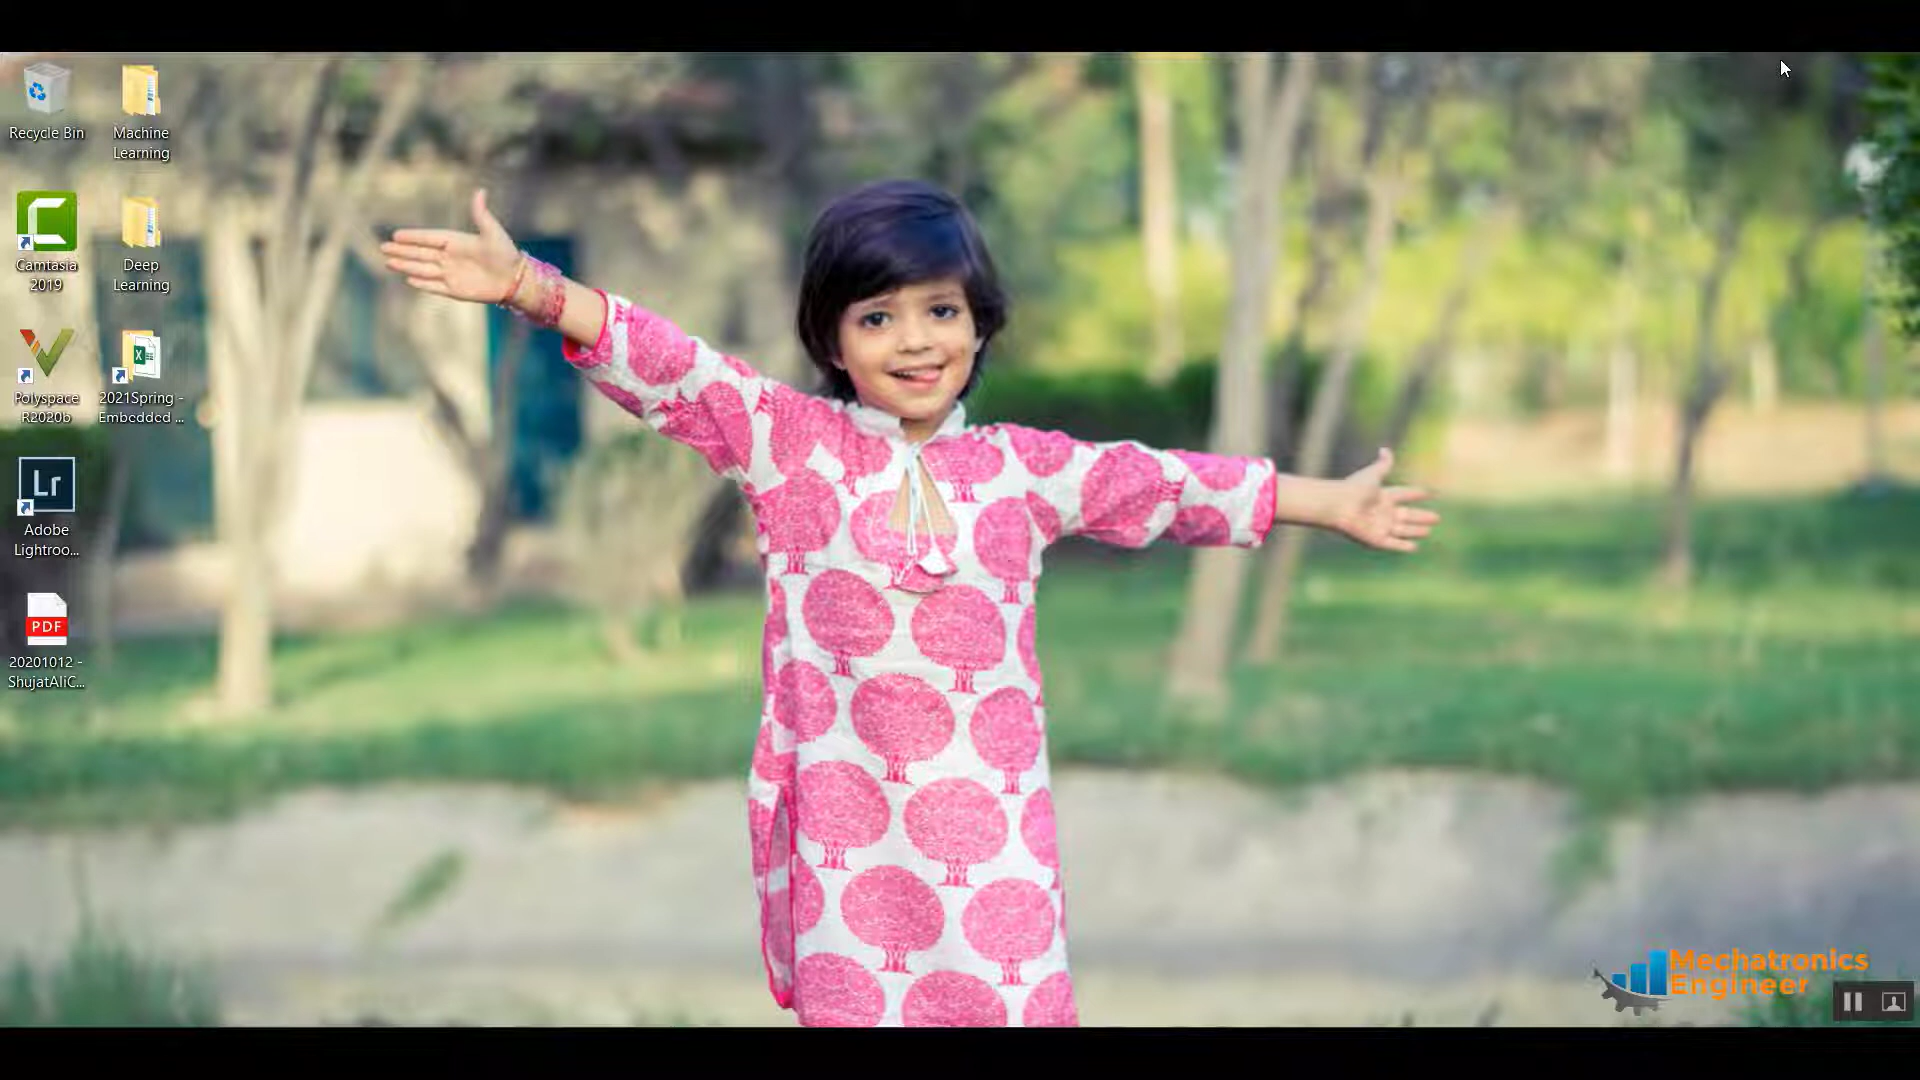 Recycle Bin
Machine
Learning
Camtasia
2019
Deep
Learning
Polyspace
R2020b
2021Spring -
Embedded ...
Lr
Adobe
Lightroo...
PDF
20201012 -
ShujatAliC...
Mechatronics
Engineer